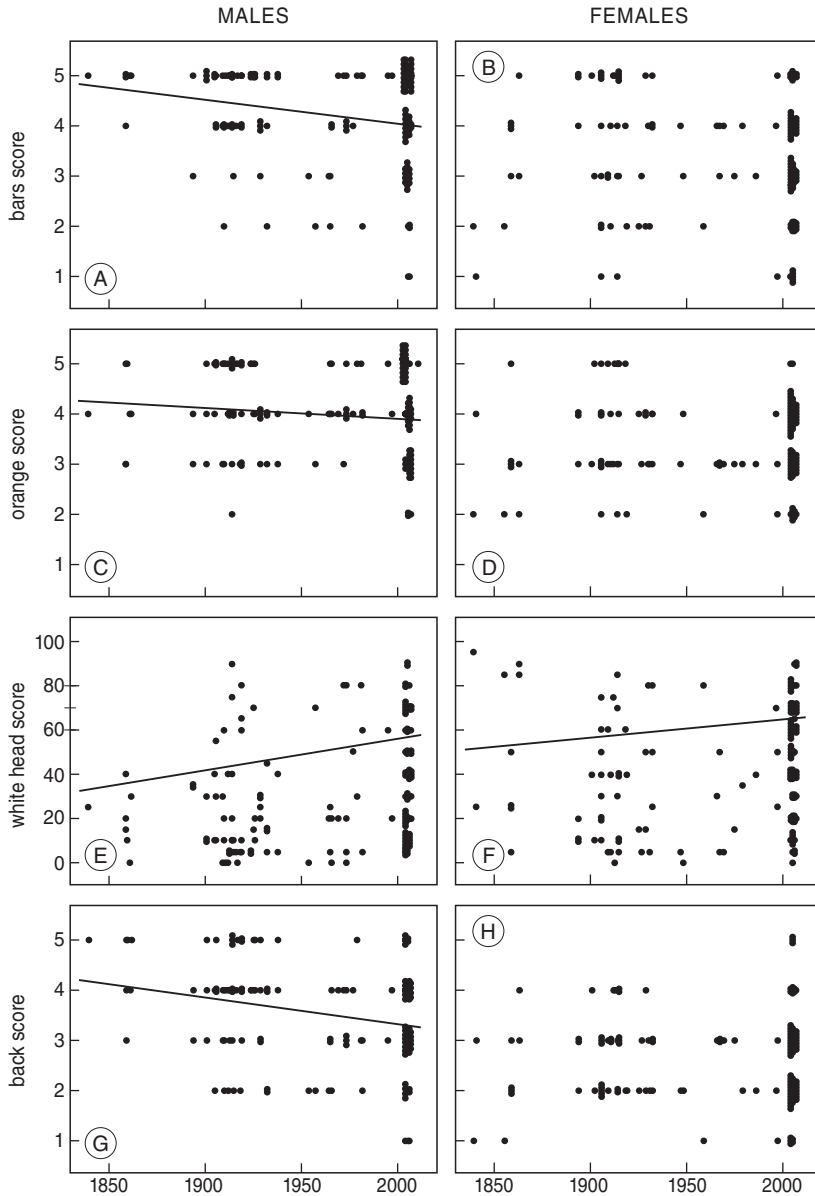 MALES FEMALES
bars score
5
4
3
2
1
A
B
orange score
5
4
3
2
1
C
D
white head score
100
80
60
40
20
0
E
F
back score
5
4
3
2
1
G
H
1850 1900 1950 2000 1850 1900 1950 2000